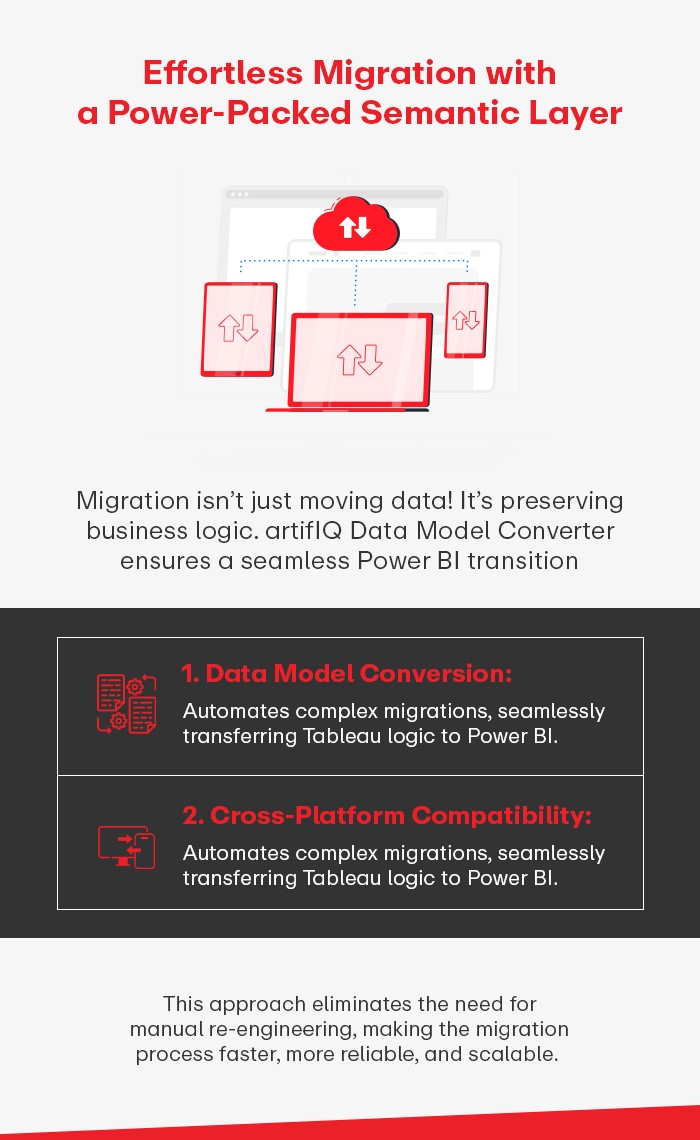 Effortless Migration with
a Power-Packed Semantic Layer
Migration isn't just moving data! It's preserving
business logic. artifIQ Data Model Converter
ensures a seamless Power BI transition
1. Data Model Conversion:
Automates complex migrations, seamlessly
transferring Tableau logic to Power BI.
2. Cross-Platform Compatibility:
Automates complex migrations, seamlessly
transferring Tableau logic to Power BI.
This approach eliminates the need for
manual re-engineering, making the migration
process faster, more reliable, and scalable.